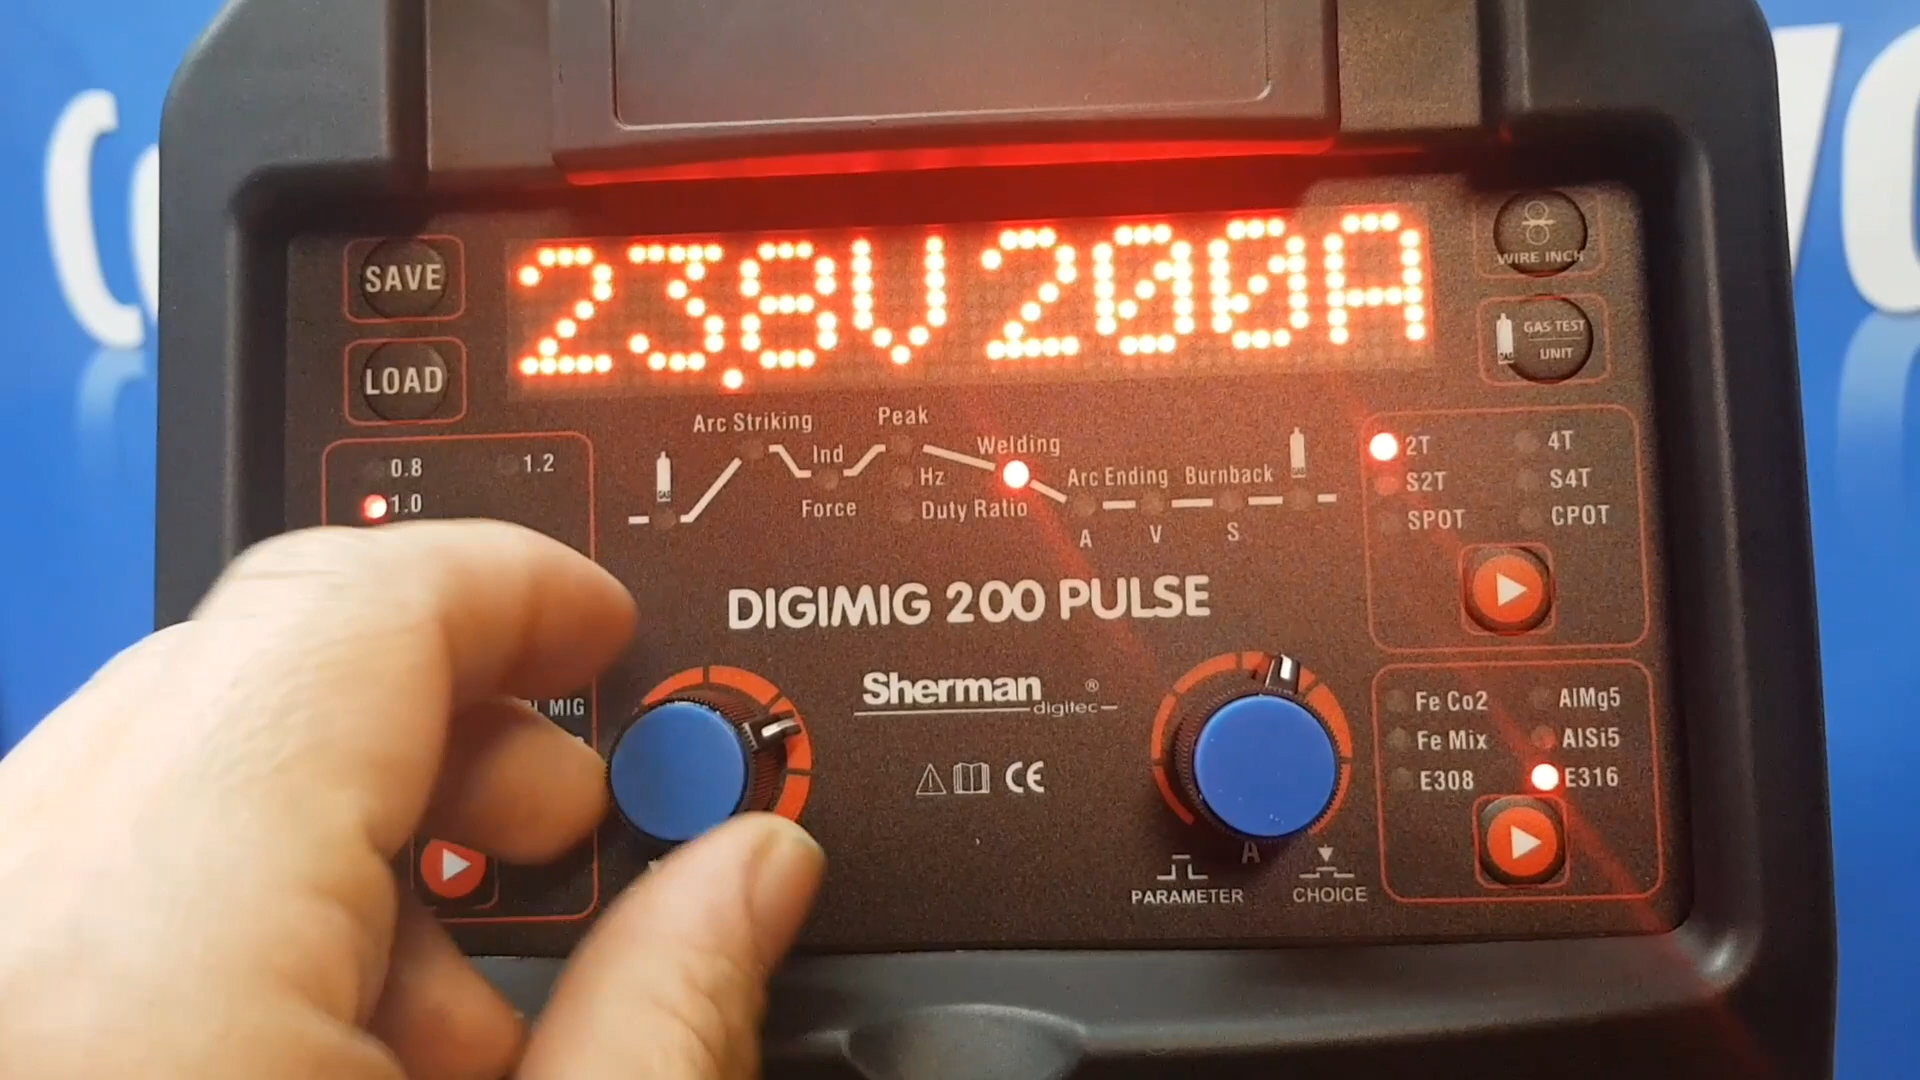 SAVE
LOAD
23.8V 200A
WIRE INCH
GAS
GAS TEST
UNIT
0.8
1.2
1.0
Arc Striking
Ind
Force
Peak
Hz
Duty Ratio
Welding
Arc Ending
Burnback
A
V
S
GAS
2T
4T
S2T
S4T
SPOT
CPOT
DIGIMIG 200 PULSE
Sherman ®
digitec
CE
MIG
Fe Co2
AlMg5
Fe Mix
AlSi5
E308
E316
A
PARAMETER
CHOICE